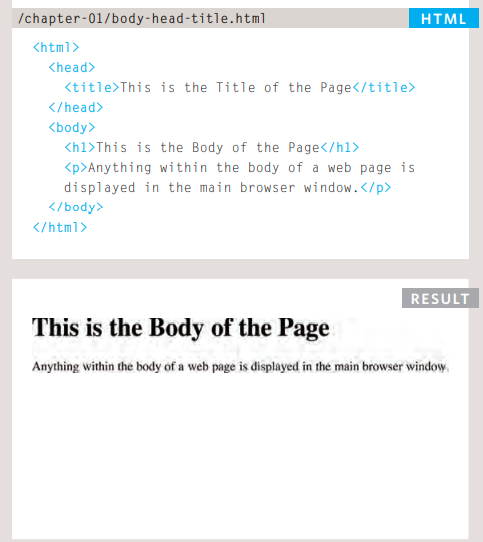 /chapter-01/body-head-title.html HTML
<html>
<head>
<title>This is the Title of the Page</title>
</head>
<body>
<h1>This is the Body of the Page</h1>
<p>Anything within the body of a web page is
displayed in the main browser window.</p>
</body>
</html>
RESULT
This is the Body of the Page
Anything within the body of a web page is displayed in the main browser window.